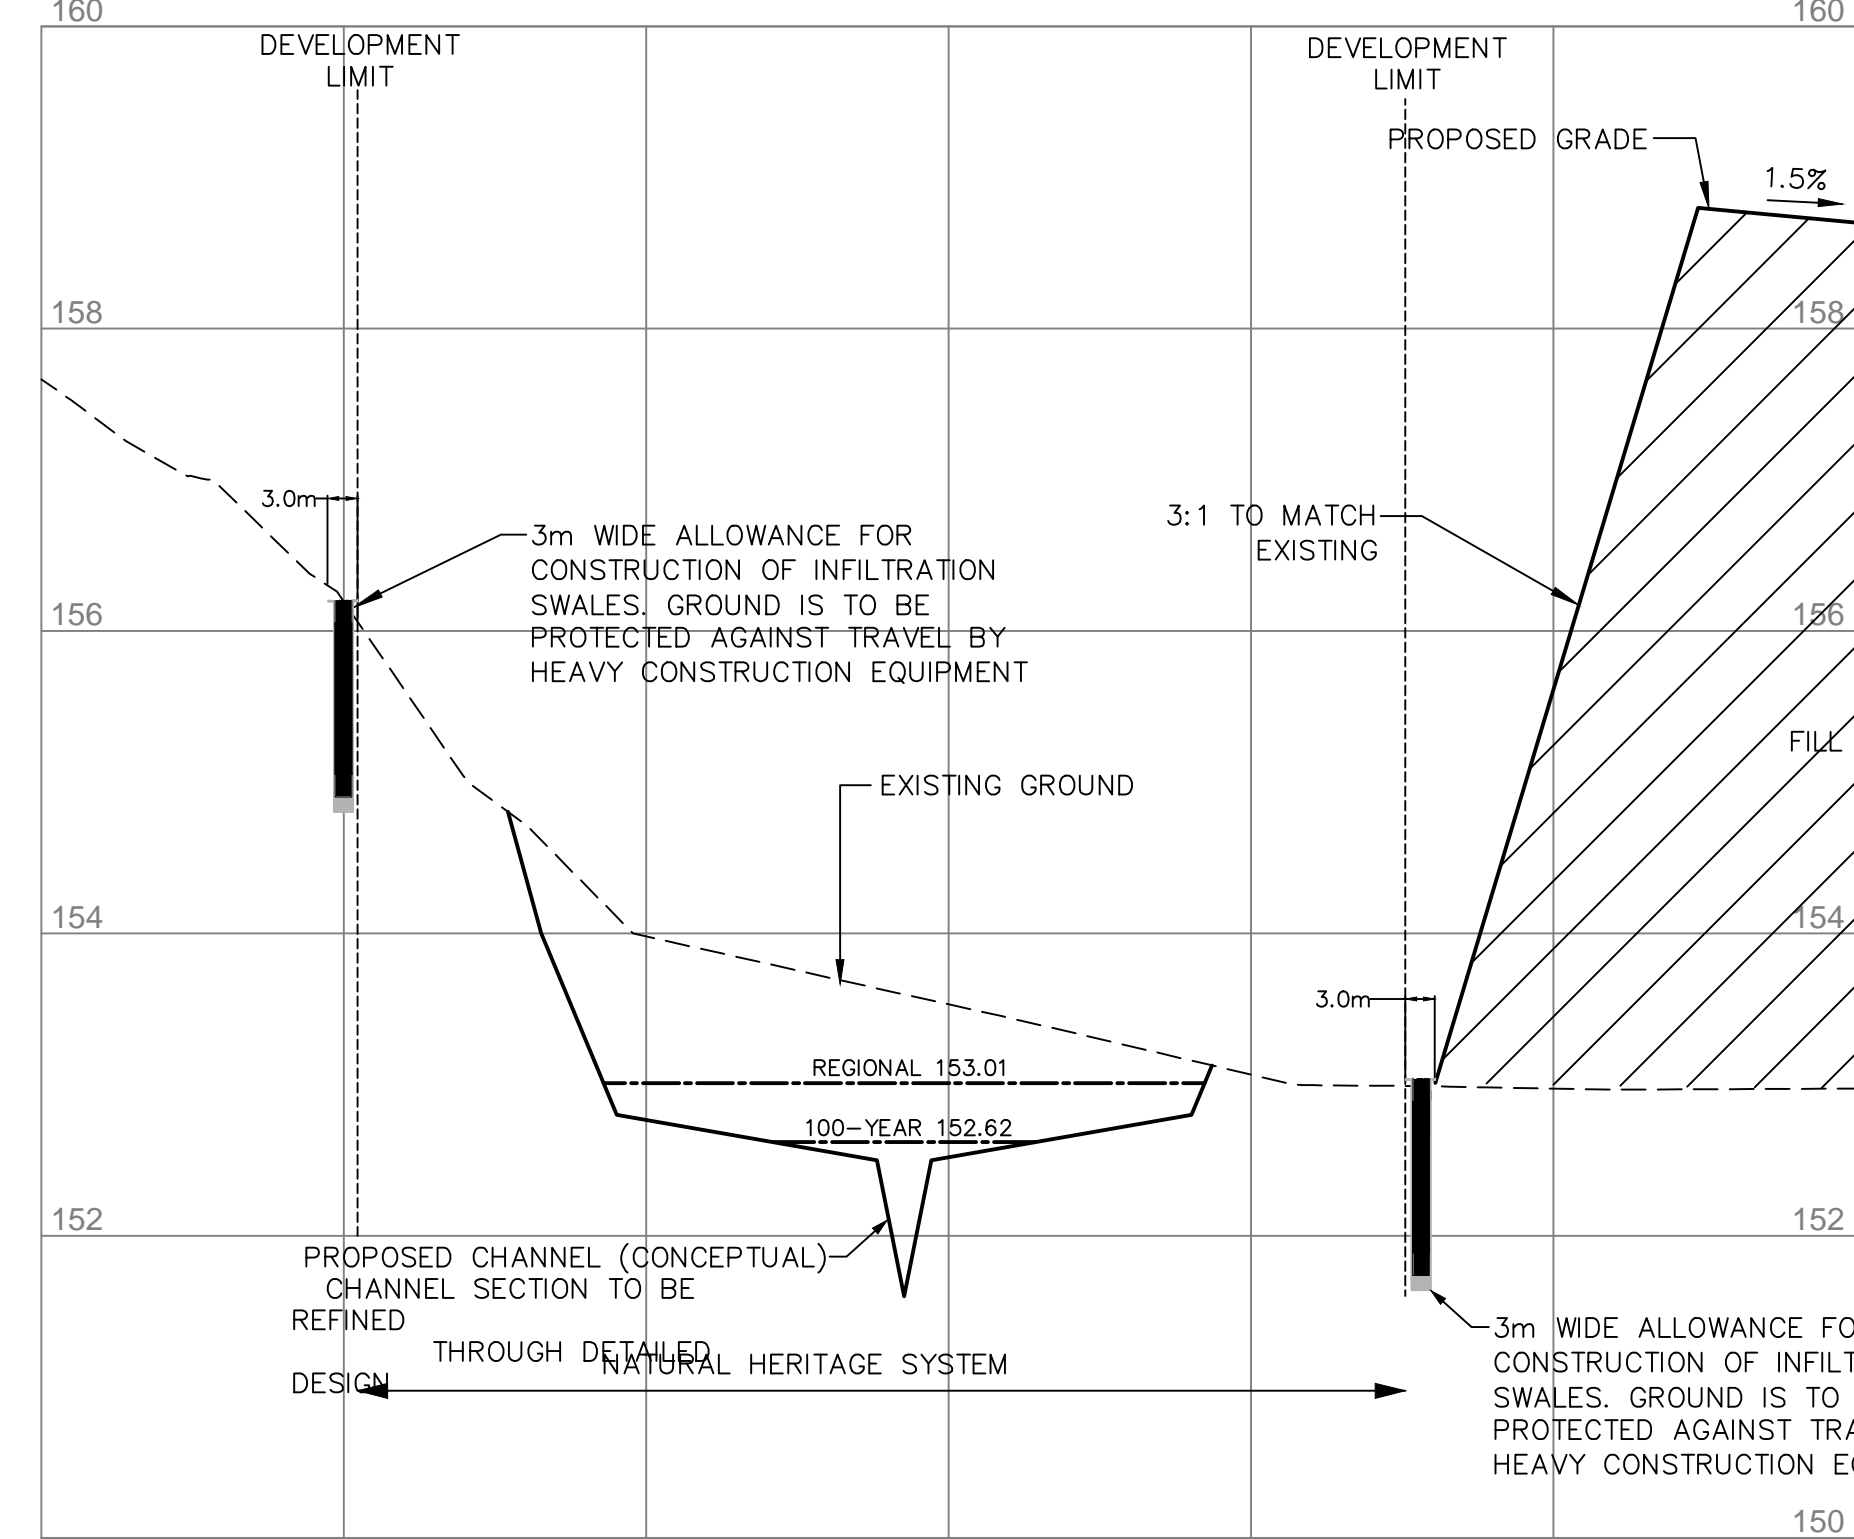 160
160
DEVELOPMENT
LIMIT
DEVELOPMENT
LIMIT
PROPOSED GRADE
1.5%
158
158
3.0m
3m WIDE ALLOWANCE FOR
CONSTRUCTION OF INFILTRATION
SWALES. GROUND IS TO BE
PROTECTED AGAINST TRAVEL BY
HEAVY CONSTRUCTION EQUIPMENT
3:1 TO MATCH
EXISTING
156
156
FILL
EXISTING GROUND
154
154
3.0m
REGIONAL 153.01
100-YEAR 152.62
152
152
PROPOSED CHANNEL (CONCEPTUAL)
CHANNEL SECTION TO BE
REFINED
THROUGH DETAILED
DESIGN
NATURAL HERITAGE SYSTEM
3m WIDE ALLOWANCE FO
CONSTRUCTION OF INFILT
SWALES. GROUND IS TO
PROTECTED AGAINST TRA
HEAVY CONSTRUCTION EQ
150